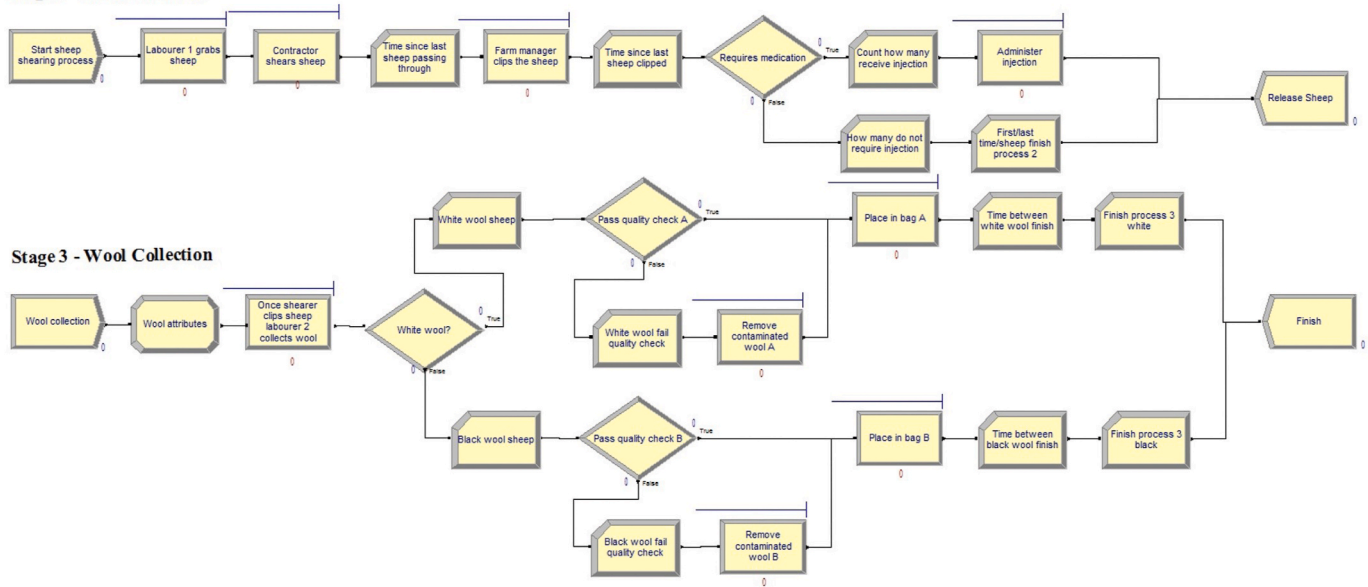 Start sheep
shearing process
0
Labourer 1 grabs
sheep
0
Contractor
shears sheep
0
Time since last
sheep passing
through
Farm manager
clips the sheep
0
Time since last
sheep clipped
Requires medication
0
True
0
False
Count how many
receive injection
Administer
injection
0
How many do not
require injection
First/last
time/sheep finish
process 2
Release Sheep
0
Stage 3 - Wool Collection
Wool collection
0
Wool attributes
Once shearer
clips sheep
labourer 2
collects wool
0
White wool?
0
True
0
False
White wool sheep
Pass quality check A
0
True
0
False
White wool fail
quality check
Remove
contaminated
wool A
0
Place in bag A
0
Time between
white wool finish
Finish process 3
white
Black wool sheep
Pass quality check B
0
True
0
False
Black wool fail
quality check
Remove
contaminated
wool B
0
Place in bag B
0
Time between
black wool finish
Finish process 3
black
Finish
0